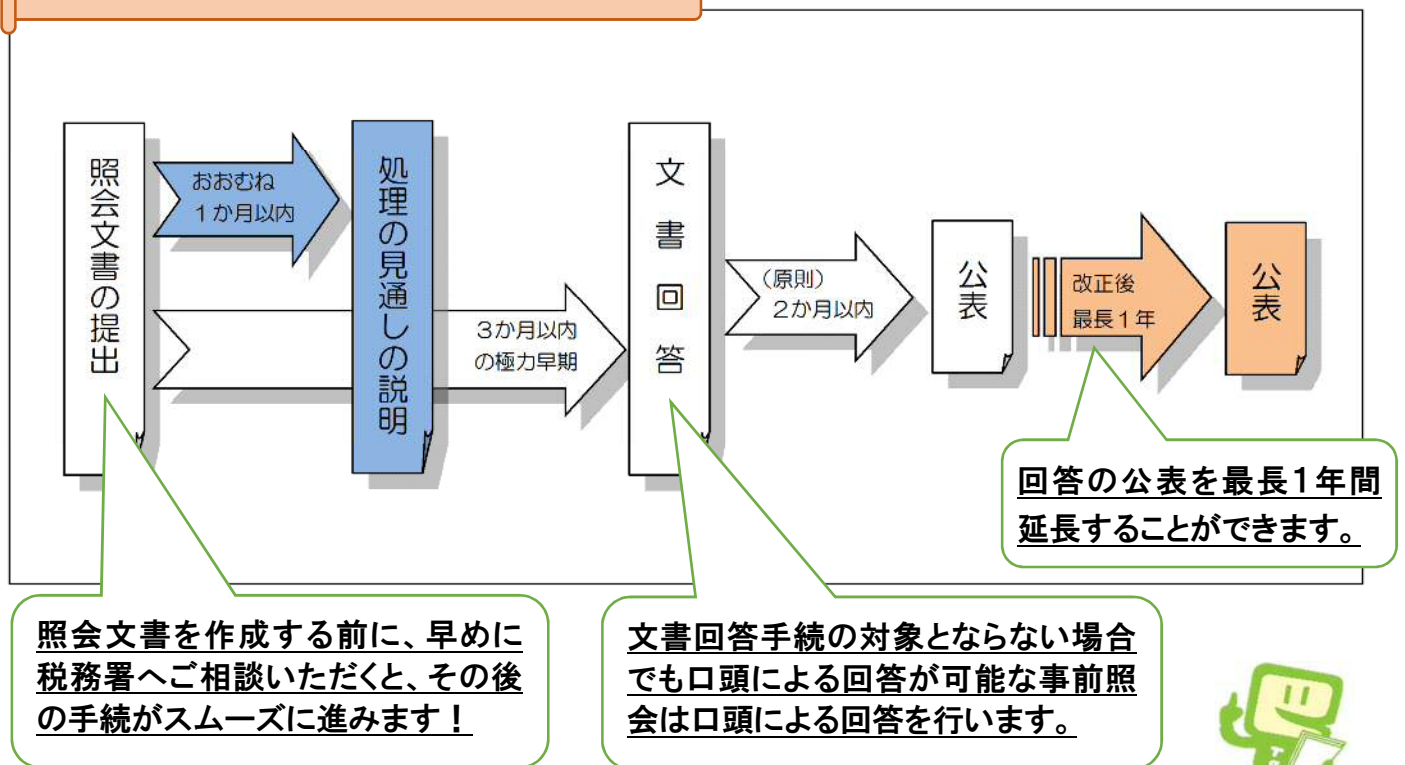 照会文書の提出
おおむね
１か月以内
処理の見通しの説明
３か月以内
の極力早期
文書回答
（原則）
２か月以内
公表
改正後
最長１年
公表
回答の公表を最長１年間
延長することができます。
照会文書を作成する前に、早めに
税務署へご相談いただくと、その後
の手続がスムーズに進みます！
文書回答手続の対象とならない場合
でも口頭による回答が可能な事前照
会は口頭による回答を行います。